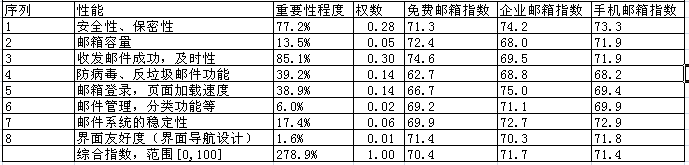 序列 性能 重要性程度 权数 免费邮箱指数 企业邮箱指数 手机邮箱指数
1 安全性、保密性 77.2% 0.28 71.3 74.2 73.3
2 邮箱容量 13.5% 0.05 72.4 68.0 71.9
3 收发邮件成功，及时性 85.1% 0.30 74.6 69.5 71.9
4 防病毒、反垃圾邮件功能 39.2% 0.14 62.7 68.8 68.2
5 邮箱登录，页面加载速度 38.9% 0.14 66.7 75.0 69.4
6 邮件管理，分类功能等 6.0% 0.02 69.2 71.1 69.9
7 邮件系统的稳定性 17.4% 0.06 69.9 72.7 72.9
8 界面友好度（界面导航设计） 1.6% 0.01 71.4 70.3 71.8
综合指数，范围[0,100] 278.9% 1.00 70.4 71.7 71.4